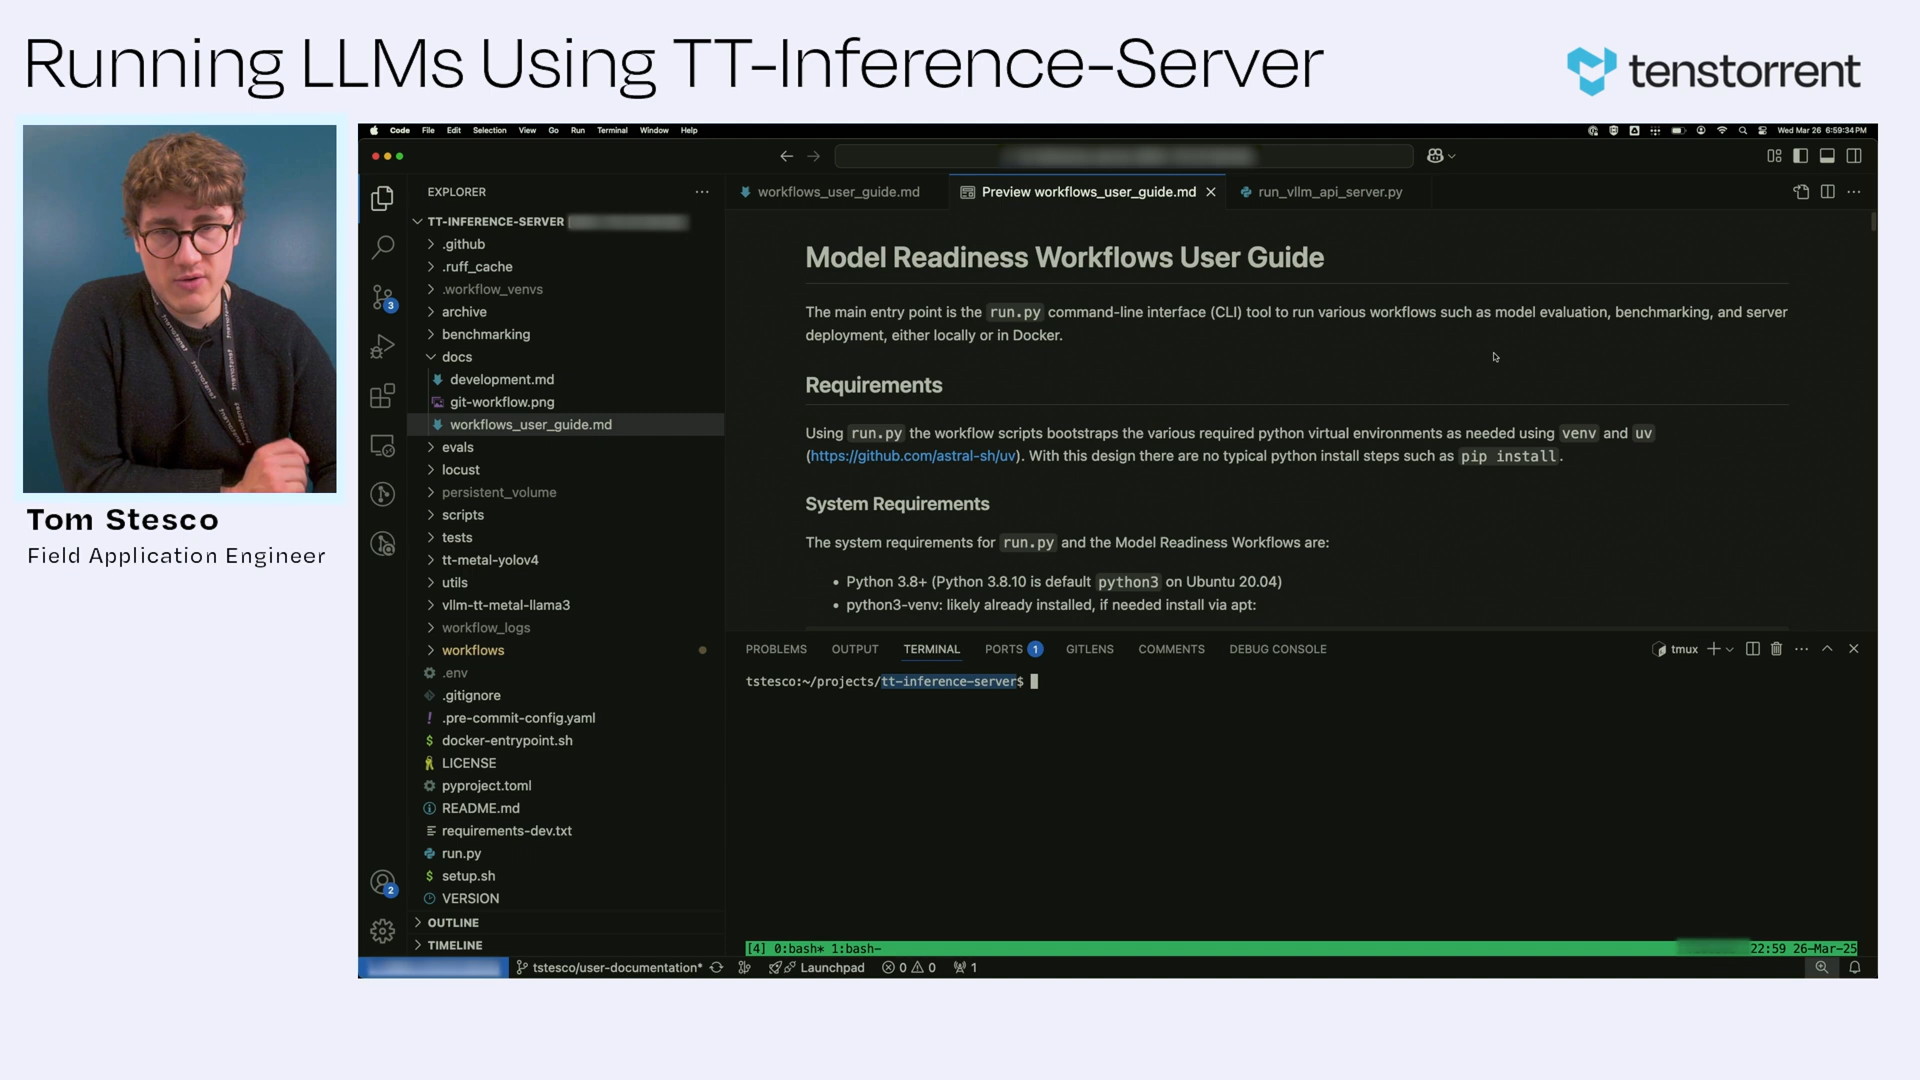 Running LLMs Using TT-Inference-Server
tenstorrent
Tom Stesco
Field Application Engineer
Code File Edit Selection View Go Run Terminal Window Help
Wed Mar 26 6:59:34 PM
EXPLORER
TT-INFERENCE-SERVER
.github
.ruff_cache
.workflow_venvs
archive
benchmarking
docs
development.md
git-workflow.png
workflows_user_guide.md
evals
locust
persistent_volume
scripts
tests
tt-metal-yolov4
utils
vllm-tt-metal-llama3
workflow_logs
workflows
.env
.gitignore
.pre-commit-config.yaml
docker-entrypoint.sh
LICENSE
pyproject.toml
README.md
requirements-dev.txt
run.py
setup.sh
VERSION
OUTLINE
TIMELINE
3
2
workflows_user_guide.md
Preview workflows_user_guide.md
run_vllm_api_server.py
Model Readiness Workflows User Guide
The main entry point is the run.py command-line interface (CLI) tool to run various workflows such as model evaluation, benchmarking, and server
deployment, either locally or in Docker.
Requirements
Using run.py the workflow scripts bootstraps the various required python virtual environments as needed using venv and uv
(https://github.com/astral-sh/uv). With this design there are no typical python install steps such as pip install.
System Requirements
The system requirements for run.py and the Model Readiness Workflows are:
• Python 3.8+ (Python 3.8.10 is default python3 on Ubuntu 20.04)
• python3-venv: likely already installed, if needed install via apt:
PROBLEMS OUTPUT TERMINAL PORTS 1 GITLENS COMMENTS DEBUG CONSOLE
tmux
tstesco:~/projects/tt-inference-server$
[4] 0:bash* 1:bash-
22:59 26-Mar-25
tstesco/user-documentation* Launchpad 0 0 1